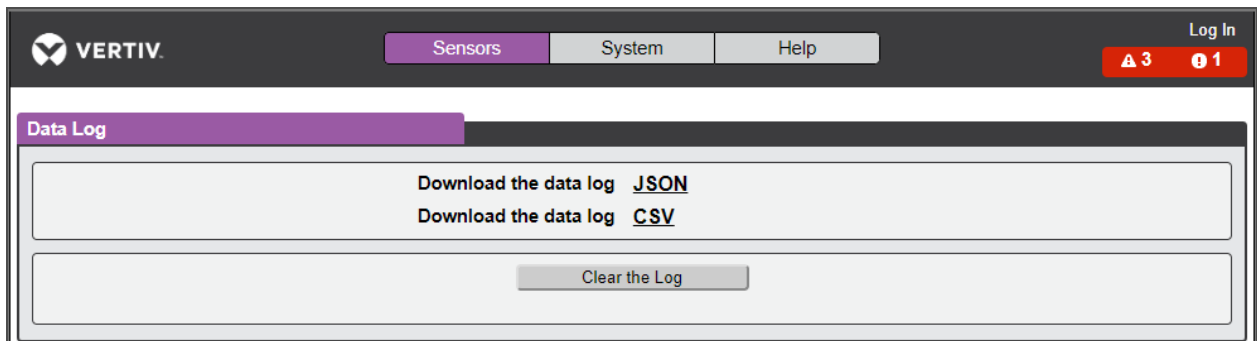 Log In
VERTIV.
Sensors System Help
3 1
Data Log
Download the data log JSON
Download the data log CSV
Clear the Log